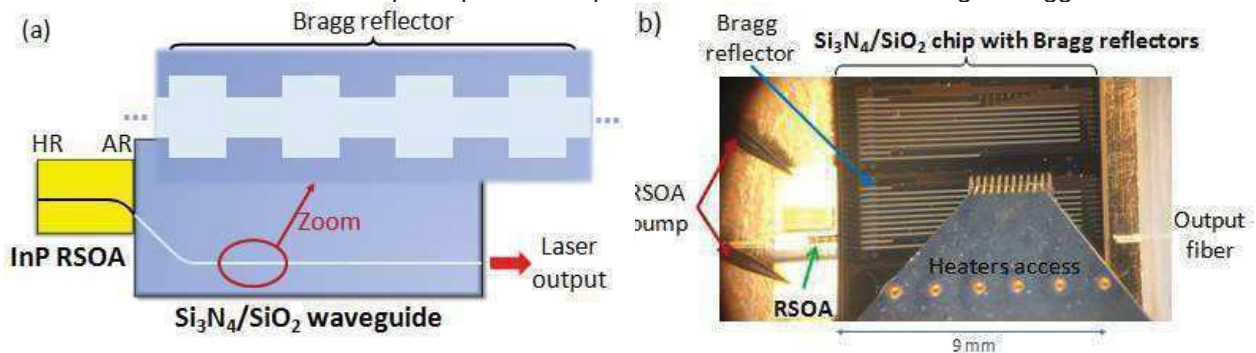 (a)
Bragg reflector
HR
AR
Zoom
InP RSOA
Laser
output
Si₃N₄/SiO₂ waveguide
b)
Bragg
reflector
Si₃N₄/SiO₂ chip with Bragg reflectors
RSOA
Output
fiber
Heaters access
RSOA
9 mm